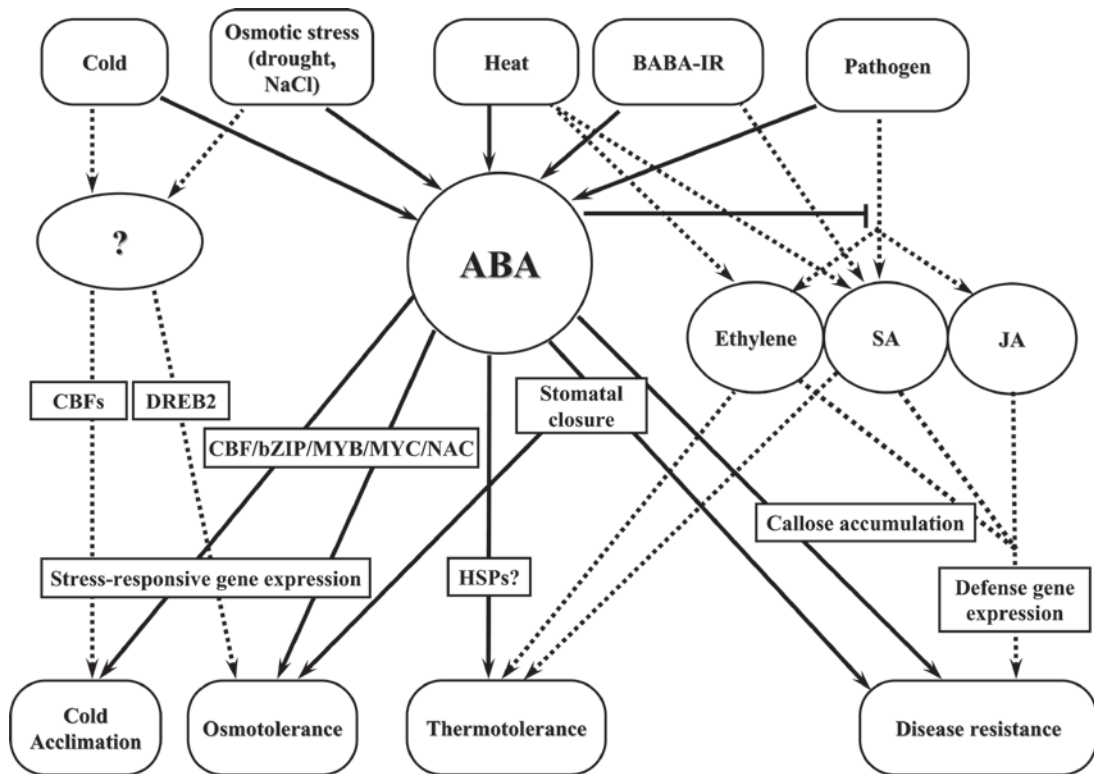 Cold
Osmotic stress
(drought,
NaCl)
Heat
BABA-IR
Pathogen
?
ABA
Ethylene
SA
JA
CBFs
DREB2
Stomatal
closure
CBF/bZIP/MYB/MYC/NAC
Callose accumulation
Stress-responsive gene expression
HSPs?
Defense gene
expression
Cold
Acclimation
Osmotolerance
Thermotolerance
Disease resistance